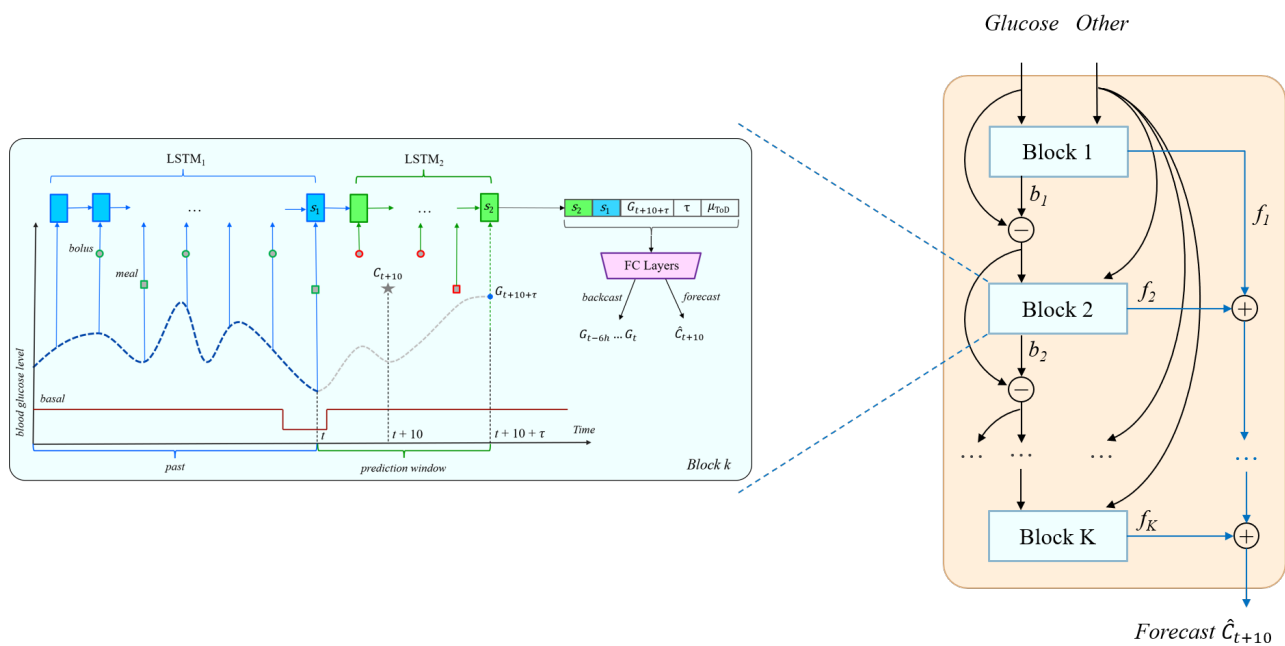 Glucose Other
Block 1
b₁
f₁
−
Block 2
f₂
+
b₂
−
... ... ... ...
Block K
f_K
+
Forecast Ĉ_{t+10}
LSTM₁
LSTM₂
... s₁ ... s₂
s₂ s₁ G_{t+10+τ} τ μ_{ToD}
bolus
meal
C_{t+10}
G_{t+10+τ}
FC Layers
backcast forecast
G_{t−6h} … G_t Ĉ_{t+10}
blood glucose level
basal
t t + 10 t + 10 + τ Time
past prediction window Block k